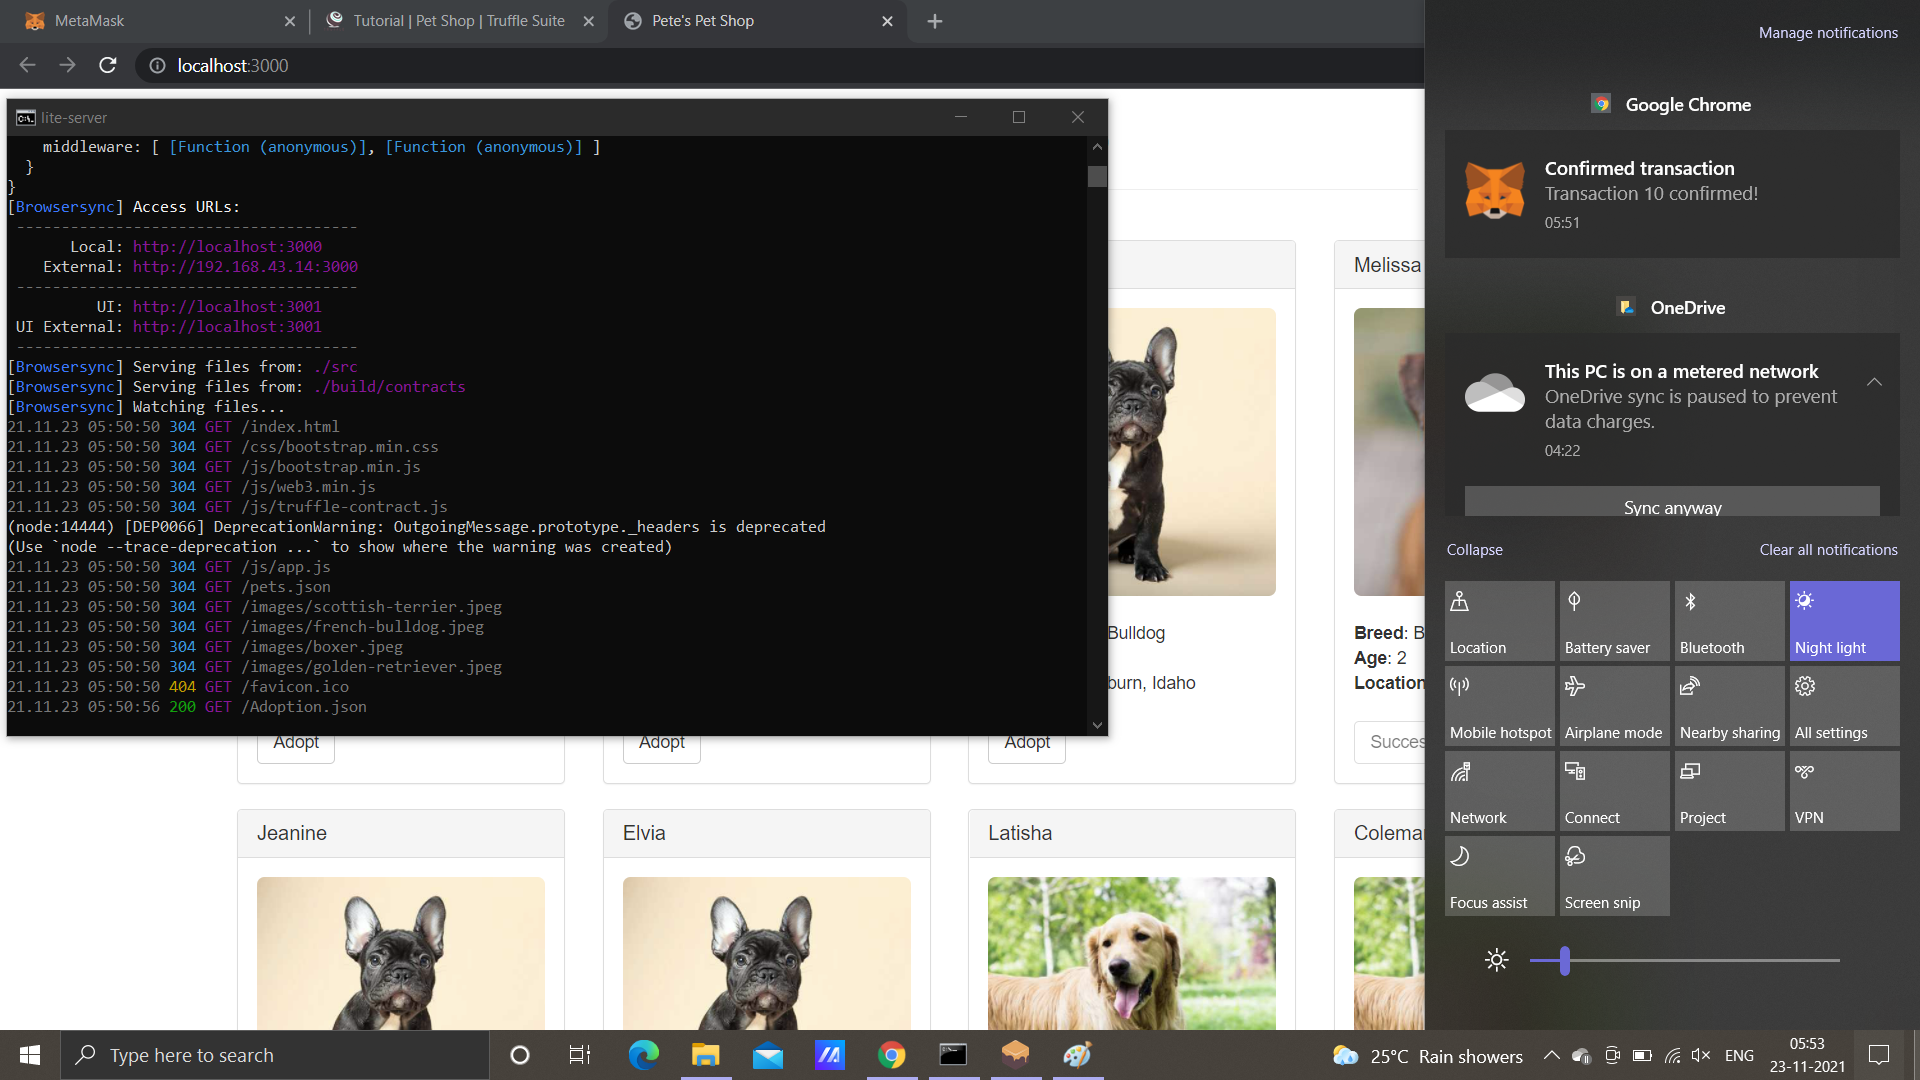 MetaMask
Tutorial | Pet Shop | Truffle Suite
Pete's Pet Shop
localhost:3000
lite-server
middleware: [ [Function (anonymous)], [Function (anonymous)] ]
}
}
[Browsersync] Access URLs:
--------------------------------------
Local: http://localhost:3000
External: http://192.168.43.14:3000
--------------------------------------
UI: http://localhost:3001
UI External: http://localhost:3001
--------------------------------------
[Browsersync] Serving files from: ./src
[Browsersync] Serving files from: ./build/contracts
[Browsersync] Watching files...
21.11.23 05:50:50 304 GET /index.html
21.11.23 05:50:50 304 GET /css/bootstrap.min.css
21.11.23 05:50:50 304 GET /js/bootstrap.min.js
21.11.23 05:50:50 304 GET /js/web3.min.js
21.11.23 05:50:50 304 GET /js/truffle-contract.js
(node:14444) [DEP0066] DeprecationWarning: OutgoingMessage.prototype._headers is deprecated
(Use `node --trace-deprecation ...` to show where the warning was created)
21.11.23 05:50:50 304 GET /js/app.js
21.11.23 05:50:50 304 GET /pets.json
21.11.23 05:50:50 304 GET /images/scottish-terrier.jpeg
21.11.23 05:50:50 304 GET /images/french-bulldog.jpeg
21.11.23 05:50:50 304 GET /images/boxer.jpeg
21.11.23 05:50:50 304 GET /images/golden-retriever.jpeg
21.11.23 05:50:50 404 GET /favicon.ico
21.11.23 05:50:56 200 GET /Adoption.json
Melissa
Bulldog
burn, Idaho
Breed: B
Age: 2
Location
Adopt
Adopt
Adopt
Succes
Jeanine
Elvia
Latisha
Colema
Manage notifications
Google Chrome
Confirmed transaction
Transaction 10 confirmed!
05:51
OneDrive
This PC is on a metered network
OneDrive sync is paused to prevent
data charges.
04:22
Sync anyway
Collapse
Clear all notifications
Location
Battery saver
Bluetooth
Night light
Mobile hotspot
Airplane mode
Nearby sharing
All settings
Network
Connect
Project
VPN
Focus assist
Screen snip
Type here to search
25°C Rain showers
ENG
05:53
23-11-2021